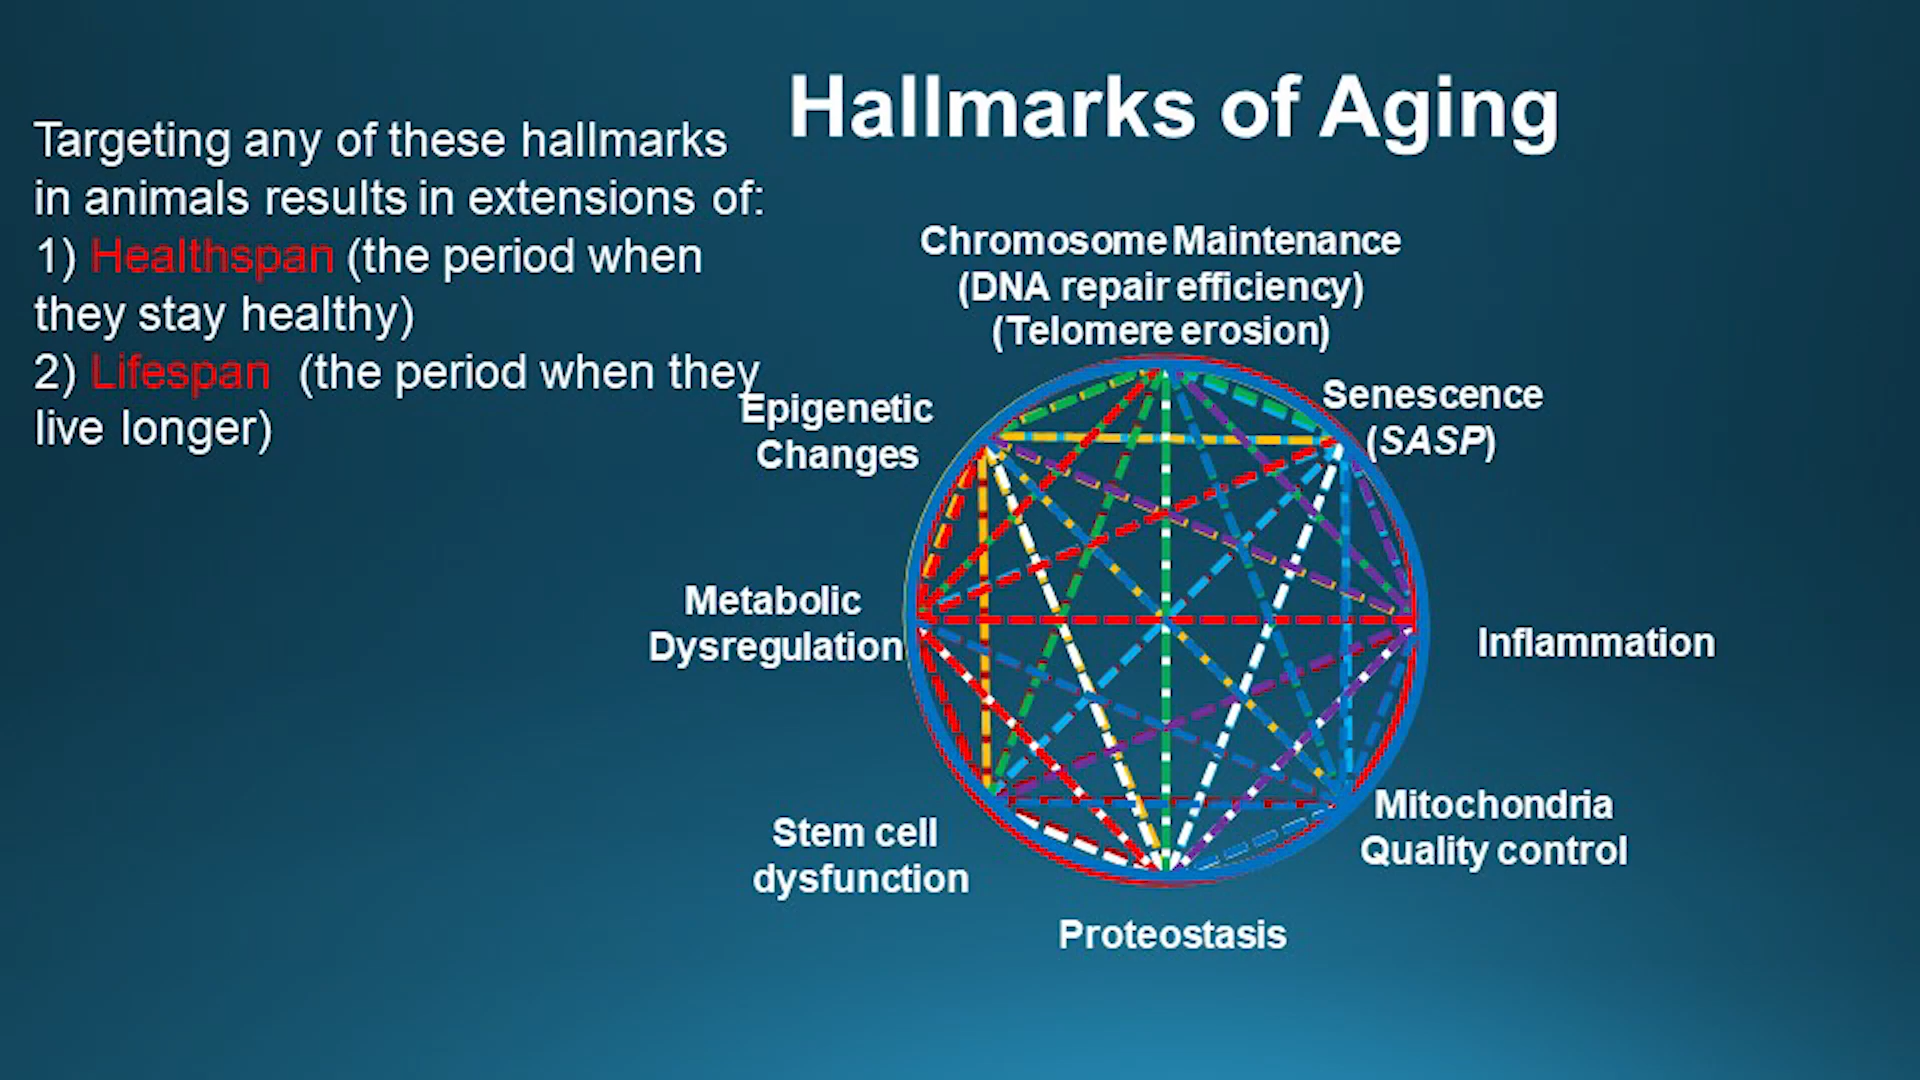 Hallmarks of Aging
Targeting any of these hallmarks
in animals results in extensions of:
1) Healthspan (the period when
they stay healthy)
2) Lifespan (the period when they
live longer)
Chromosome Maintenance
(DNA repair efficiency)
(Telomere erosion)
Senescence
(SASP)
Inflammation
Mitochondria
Quality control
Proteostasis
Stem cell
dysfunction
Metabolic
Dysregulation
Epigenetic
Changes